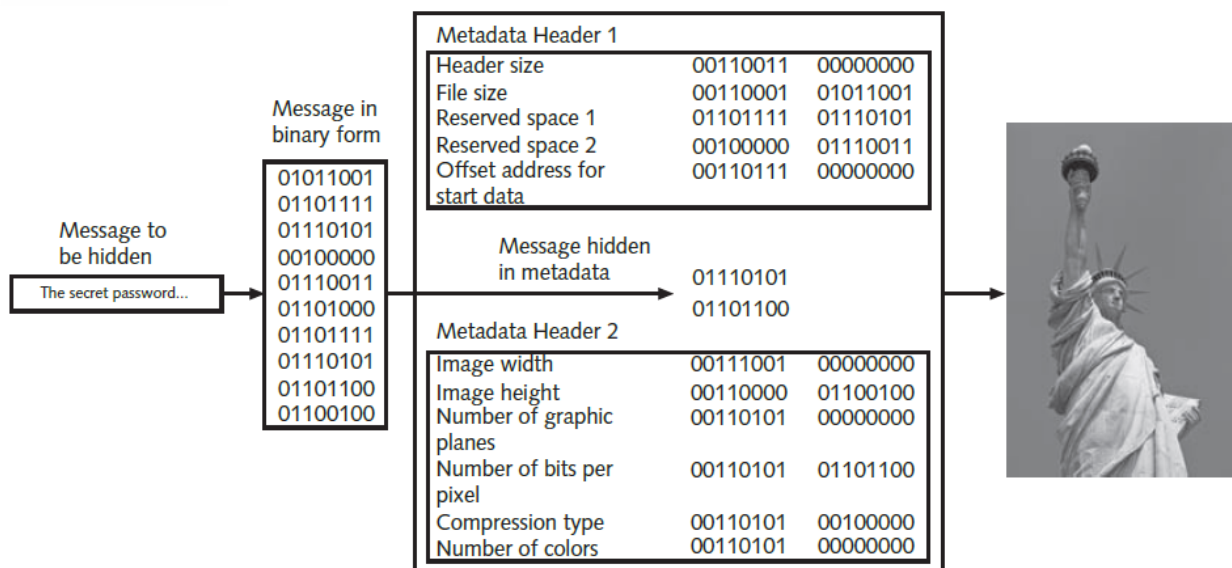 Message to
be hidden
The secret password...
Message in
binary form
01011001
01101111
01110101
00100000
01110011
01101000
01101111
01110101
01101100
01100100
Metadata Header 1
Header size 00110011 00000000
File size 00110001 01011001
Reserved space 1 01101111 01110101
Reserved space 2 00100000 01110011
Offset address for 00110111 00000000
start data
Message hidden
in metadata
01110101
01101100
Metadata Header 2
Image width 00111001 00000000
Image height 00110000 01100100
Number of graphic 00110101 00000000
planes
Number of bits per 00110101 01101100
pixel
Compression type 00110101 00100000
Number of colors 00110101 00000000